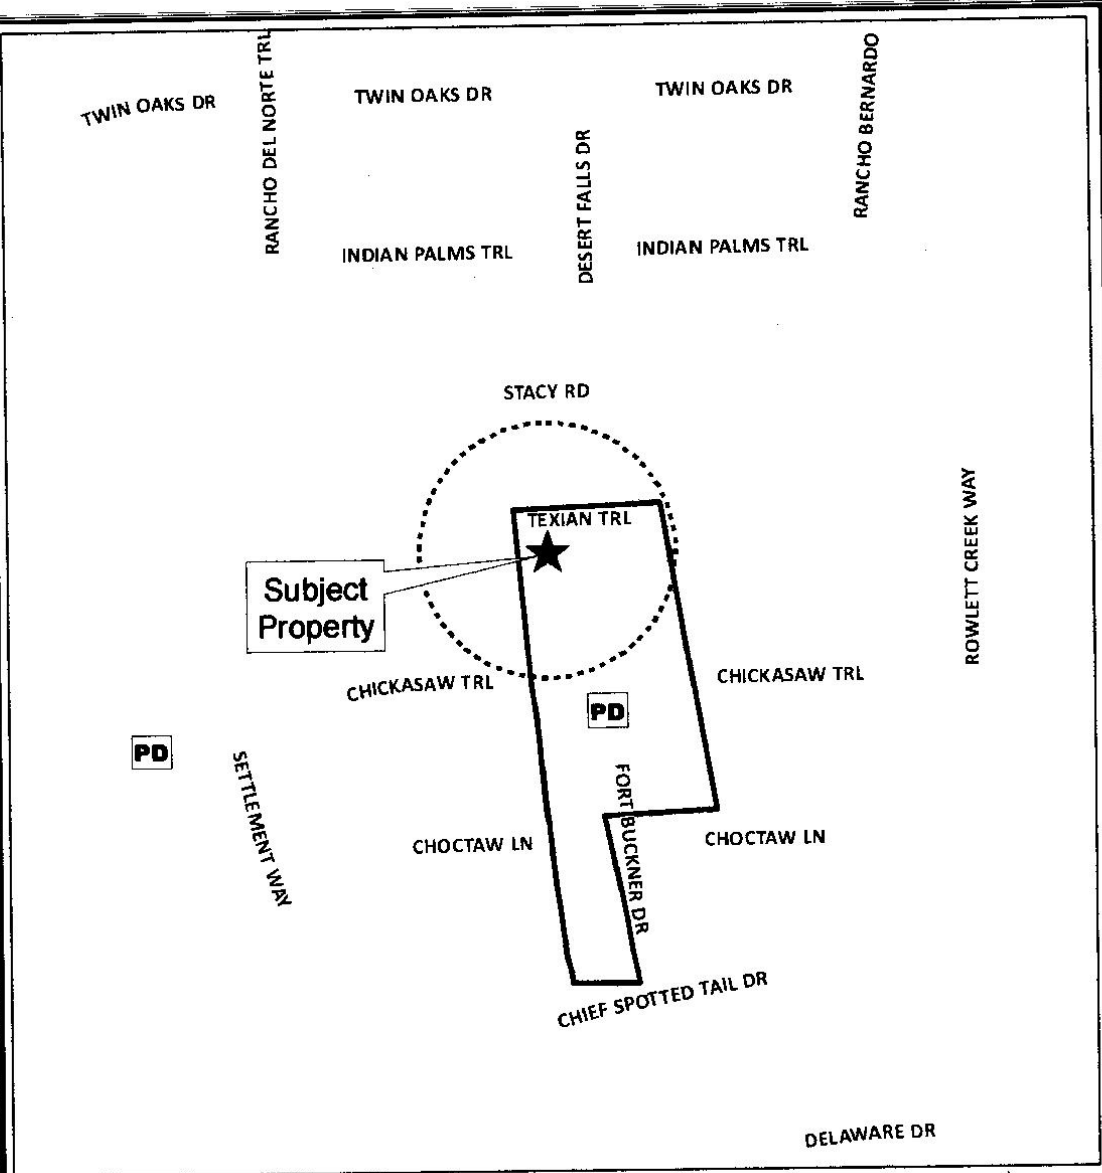 TWIN OAKS DR
RANCHO DEL NORTE TRL
TWIN OAKS DR
TWIN OAKS DR
RANCHO BERNARDO
DESERT FALLS DR
INDIAN PALMS TRL
INDIAN PALMS TRL
STACY RD
TEXIAN TRL
Subject
Property
ROWLETT CREEK WAY
CHICKASAW TRL
CHICKASAW TRL
PD
PD
SETTLEMENT WAY
FORT BUCKNER DR
CHOCTAW LN
CHOCTAW LN
CHIEF SPOTTED TAIL DR
DELAWARE DR